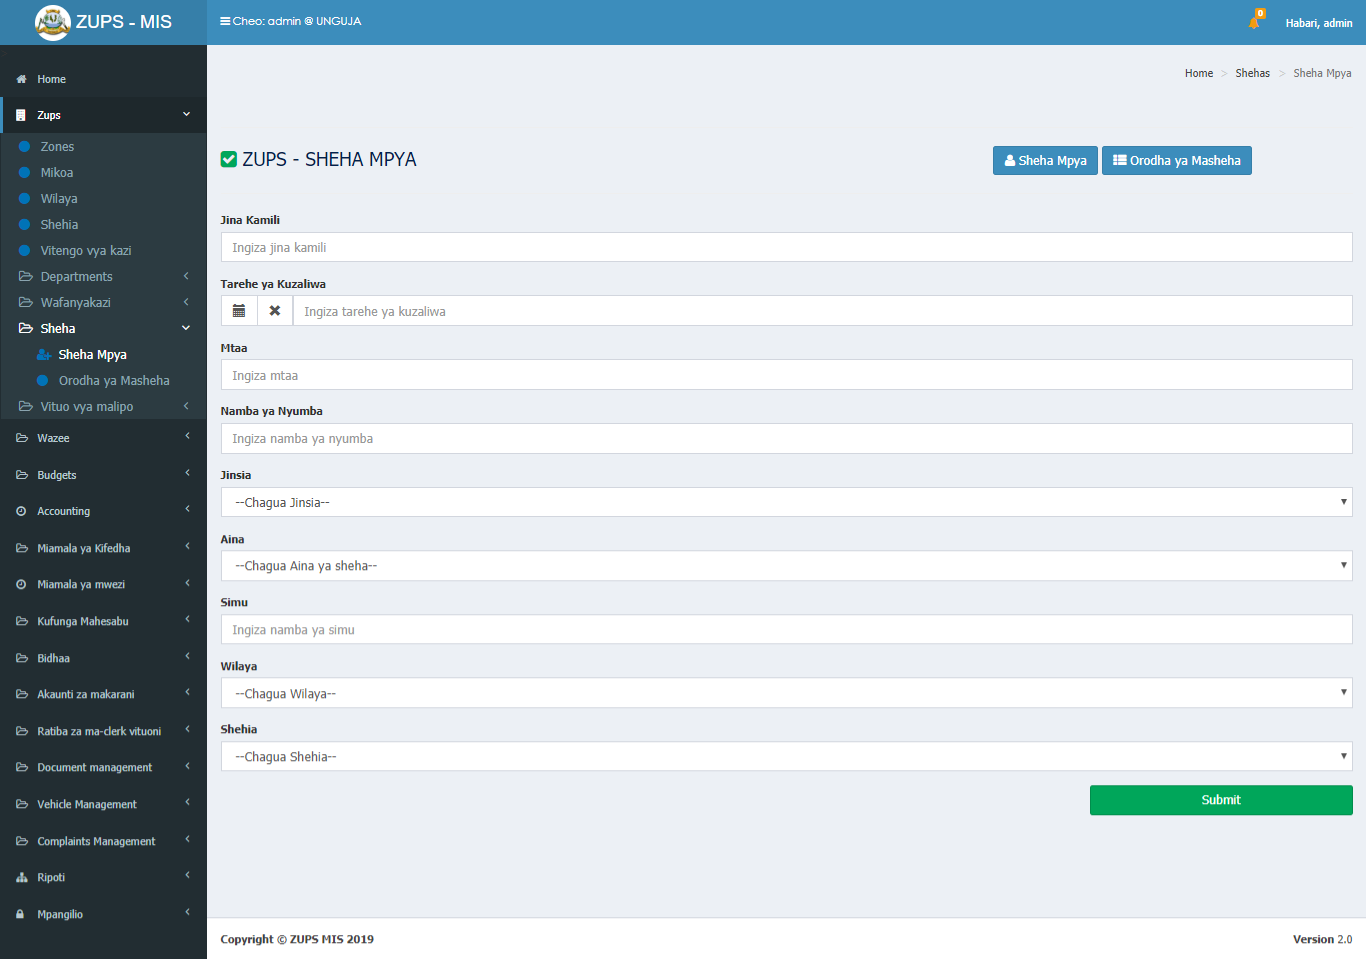 ZUPS - MIS
Cheo: admin @ UNGUJA
0
Habari, admin
Home
Zups
Zones
Mikoa
Wilaya
Shehia
Vitengo vya kazi
Departments
Wafanyakazi
Sheha
Sheha Mpya
Orodha ya Masheha
Vituo vya malipo
Wazee
Budgets
Accounting
Miamala ya Kifedha
Miamala ya mwezi
Kufunga Mahesabu
Bidhaa
Akaunti za makarani
Ratiba za ma-clerk vituoni
Document management
Vehicle Management
Complaints Management
Ripoti
Mpangilio
Home > Shehas > Sheha Mpya
ZUPS - SHEHA MPYA
Sheha Mpya
Orodha ya Masheha
Jina Kamili
Ingiza jina kamili
Tarehe ya Kuzaliwa
Ingiza tarehe ya kuzaliwa
Mtaa
Ingiza mtaa
Namba ya Nyumba
Ingiza namba ya nyumba
Jinsia
--Chagua Jinsia--
Aina
--Chagua Aina ya sheha--
Simu
Ingiza namba ya simu
Wilaya
--Chagua Wilaya--
Shehia
--Chagua Shehia--
Submit
Copyright © ZUPS MIS 2019
Version 2.0